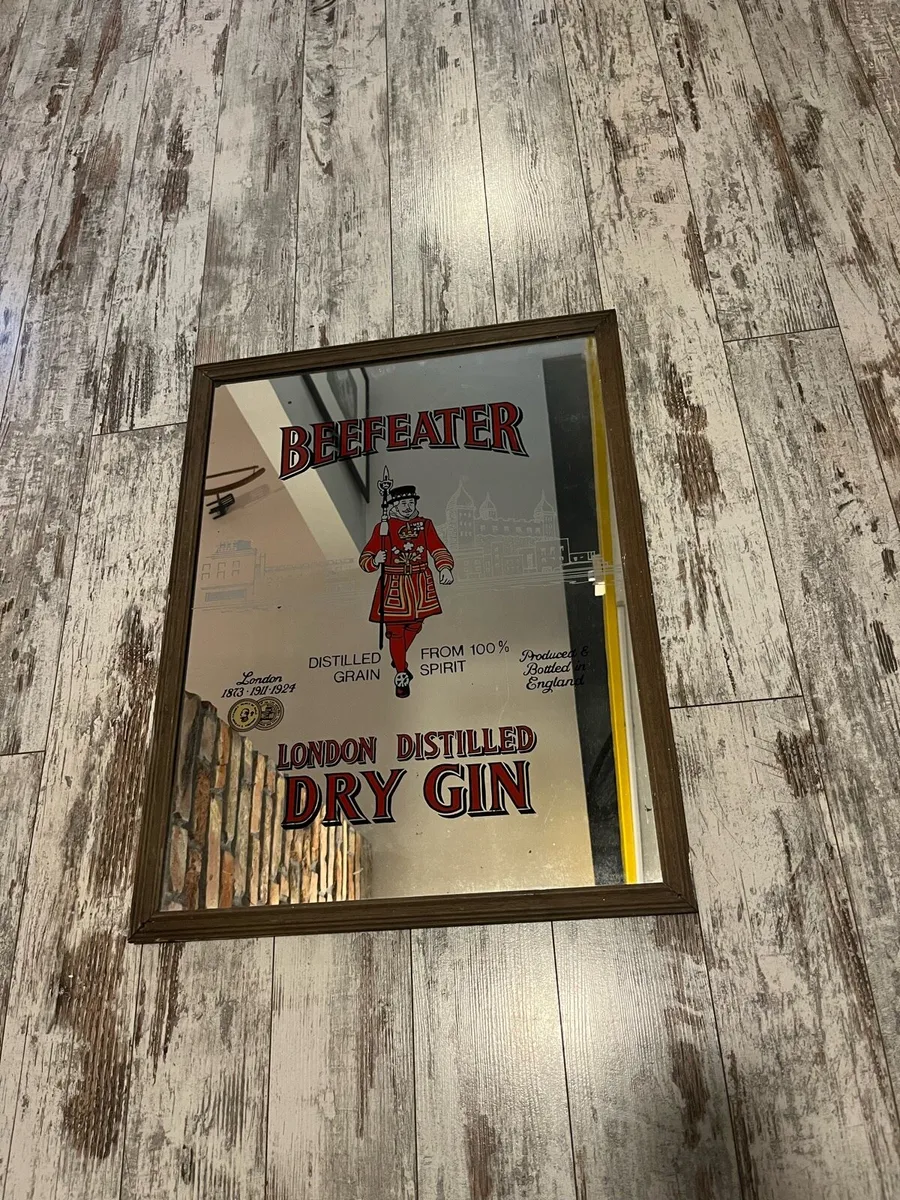 BEEFEATER
DISTILLED FROM 100%
GRAIN SPIRIT
Produced &
Bottled in
England
London
1873 · 1911 · 1924
LONDON DISTILLED
DRY GIN